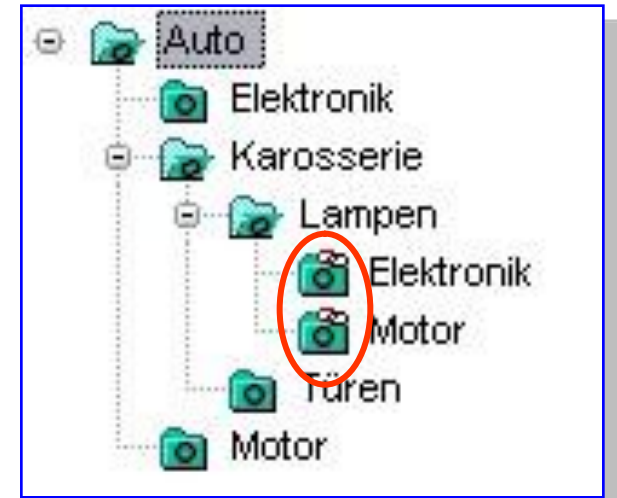 Auto
Elektronik
Karosserie
Lampen
Elektronik
Motor
Türen
Motor